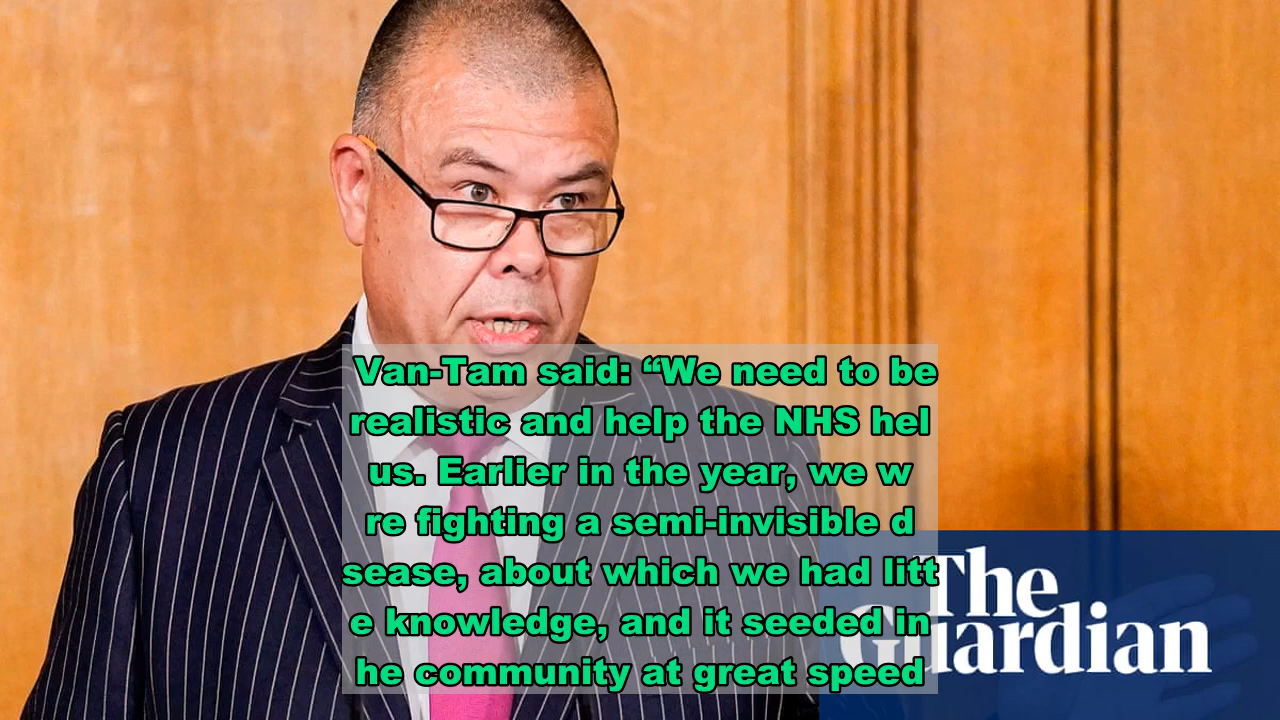 Van-Tam said: “We need to be
realistic and help the NHS hel
us. Earlier in the year, we w
re fighting a semi-invisible d
sease, about which we had litt
e knowledge, and it seeded in
he community at great speed
The
Guardian